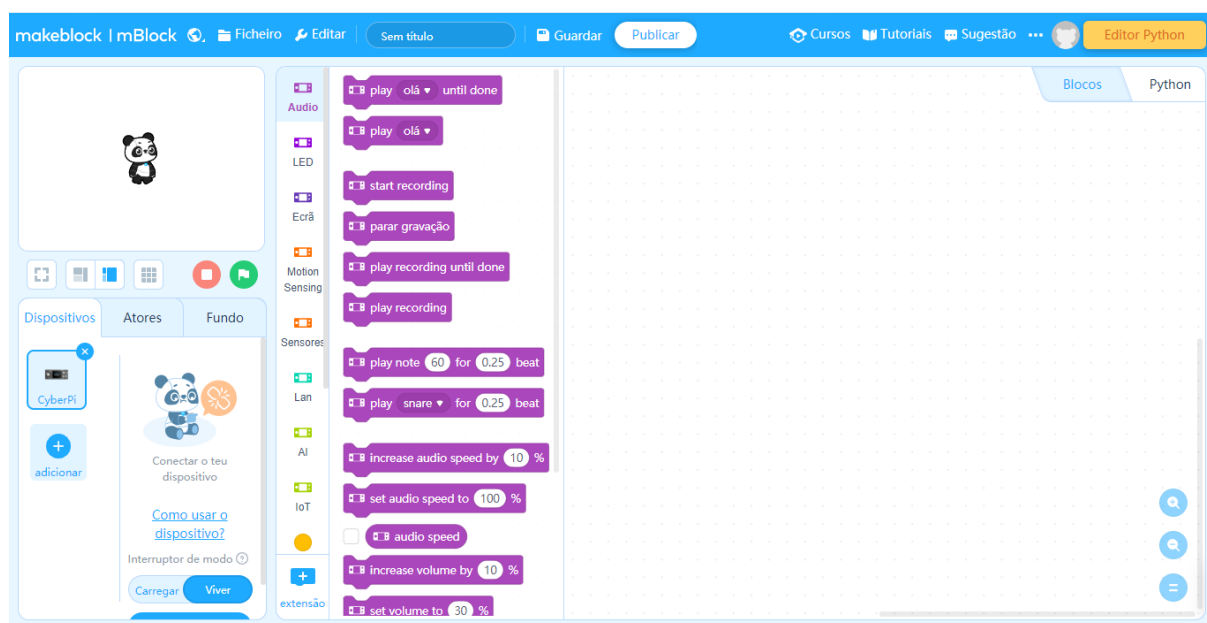 makeblock | mBlock Ficheiro Editar Sem título Guardar Publicar Cursos Tutoriais Sugestão Editor Python
Dispositivos Atores Fundo
CyberPi
adicionar
Conectar o teu
dispositivo
Como usar o
dispositivo?
Interruptor de modo ?
Carregar Viver
Audio
LED
Ecrã
Motion
Sensing
Sensores
Lan
AI
IoT
extensão
play olá until done
play olá
start recording
parar gravação
play recording until done
play recording
play note 60 for 0.25 beat
play snare for 0.25 beat
increase audio speed by 10 %
set audio speed to 100 %
audio speed
increase volume by 10 %
set volume to 30 %
Blocos Python